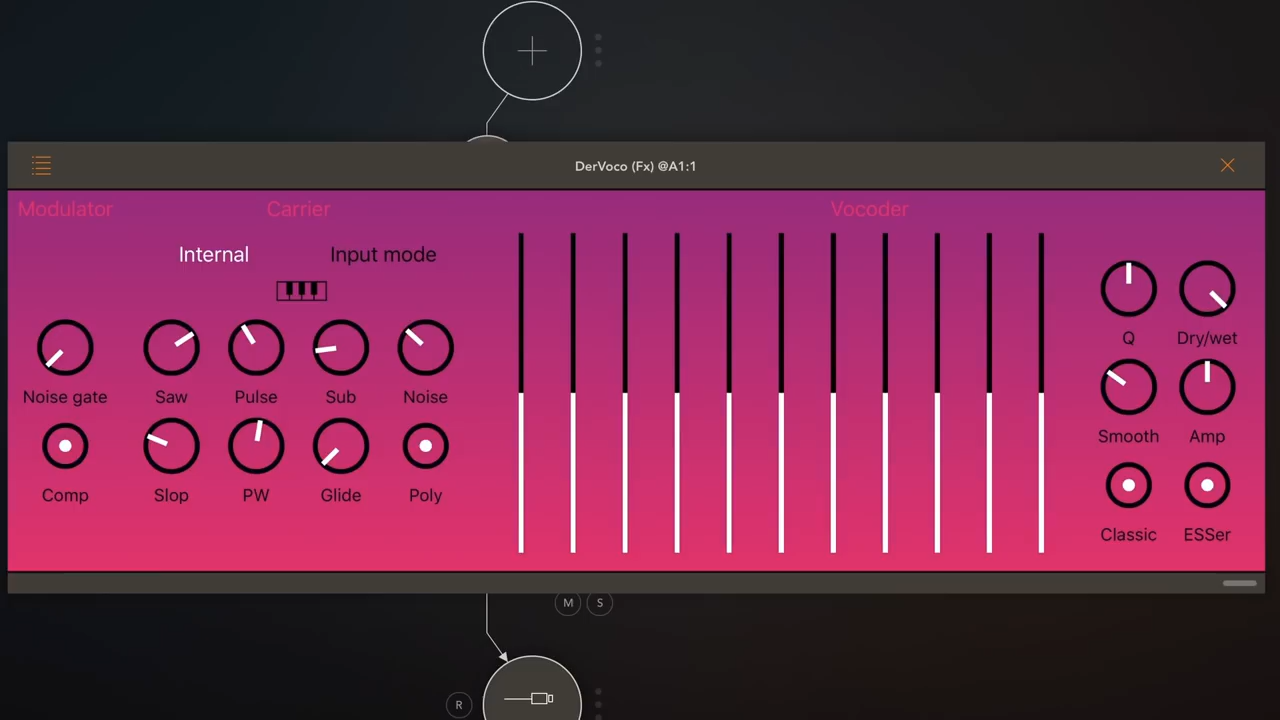 DerVoco (Fx) @A1:1
Modulator Carrier Vocoder
Internal Input mode
Q Dry/wet
Noise gate Saw Pulse Sub Noise
Smooth Amp
Comp Slop PW Glide Poly
Classic ESSer
M S
R